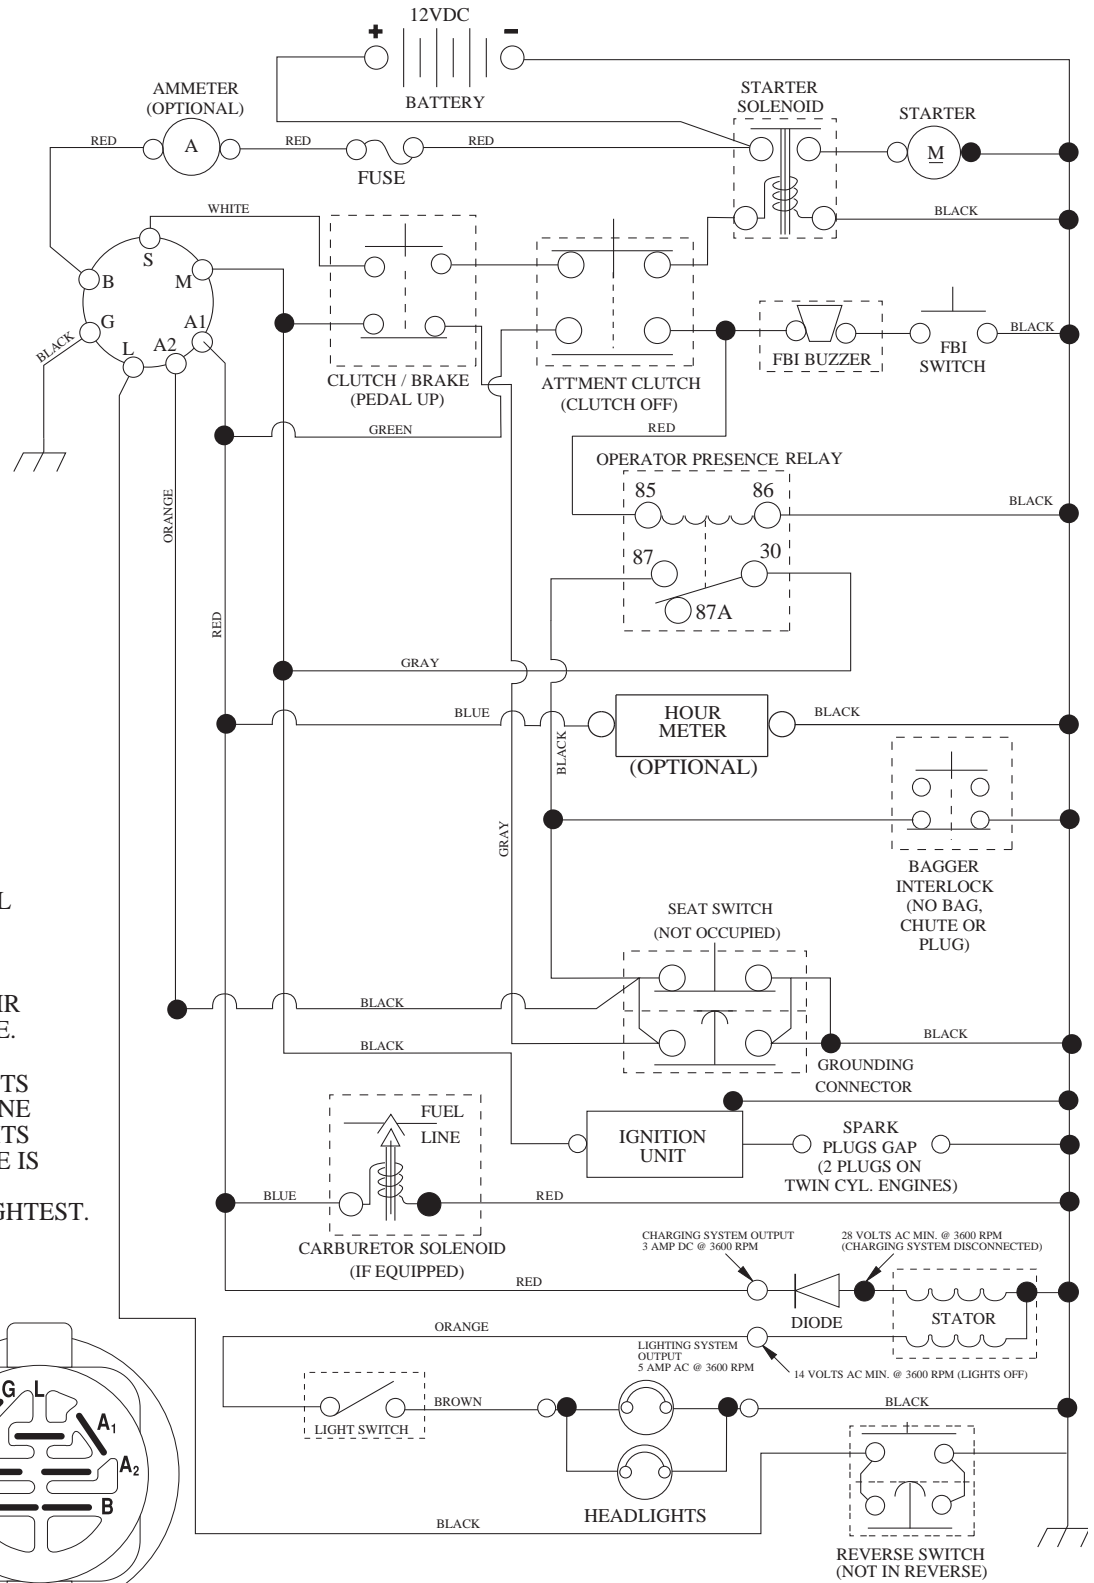 12VDC
+
-
BATTERY
AMMETER
(OPTIONAL)
RED
A
RED
FUSE
RED
STARTER
SOLENOID
STARTER
M
BLACK
WHITE
S
B
M
G
A1
L
A2
BLACK
CLUTCH / BRAKE
(PEDAL UP)
ATT'MENT CLUTCH
(CLUTCH OFF)
FBI BUZZER
FBI
SWITCH
BLACK
GREEN
RED
OPERATOR PRESENCE RELAY
85
86
BLACK
87
30
87A
ORANGE
RED
GRAY
BLUE
HOUR
METER
(OPTIONAL)
BLACK
BLACK
GRAY
BAGGER
INTERLOCK
(NO BAG,
CHUTE OR
PLUG)
SEAT SWITCH
(NOT OCCUPIED)
BLACK
BLACK
BLACK
GROUNDING
CONNECTOR
L
IR
E.
TS
NE
TS
E IS
GHTEST.
FUEL
LINE
IGNITION
UNIT
SPARK
PLUGS GAP
(2 PLUGS ON
TWIN CYL. ENGINES)
BLUE
RED
CARBURETOR SOLENOID
(IF EQUIPPED)
CHARGING SYSTEM OUTPUT
3 AMP DC @ 3600 RPM
28 VOLTS AC MIN. @ 3600 RPM
(CHARGING SYSTEM DISCONNECTED)
RED
DIODE
STATOR
ORANGE
LIGHTING SYSTEM
OUTPUT
5 AMP AC @ 3600 RPM
14 VOLTS AC MIN. @ 3600 RPM (LIGHTS OFF)
LIGHT SWITCH
BROWN
BLACK
HEADLIGHTS
BLACK
REVERSE SWITCH
(NOT IN REVERSE)
G
L
A1
A2
B